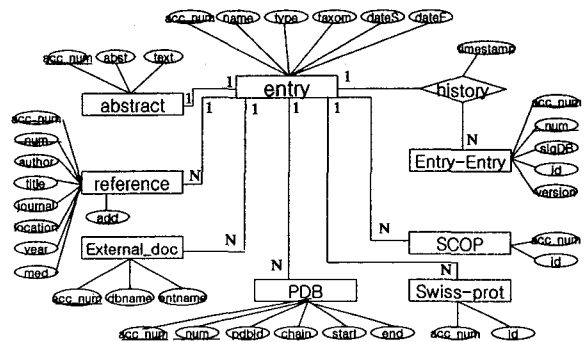 acc_num name type taxom dateS dateF
acc_num abst text
timestamp
1 entry 1
1 abstract
history
1 1 1 1 1
acc_num
acc_num
num
num
author
N
sigDB
title
N reference
Entry-Entry
id
journal
version
location
add
year
N
External_doc
N
SCOP
acc_num
med
N
N
id
acc_num dbname entname
PDB
Swiss-prot
acc_num num pdbid chain start end
acc_num id